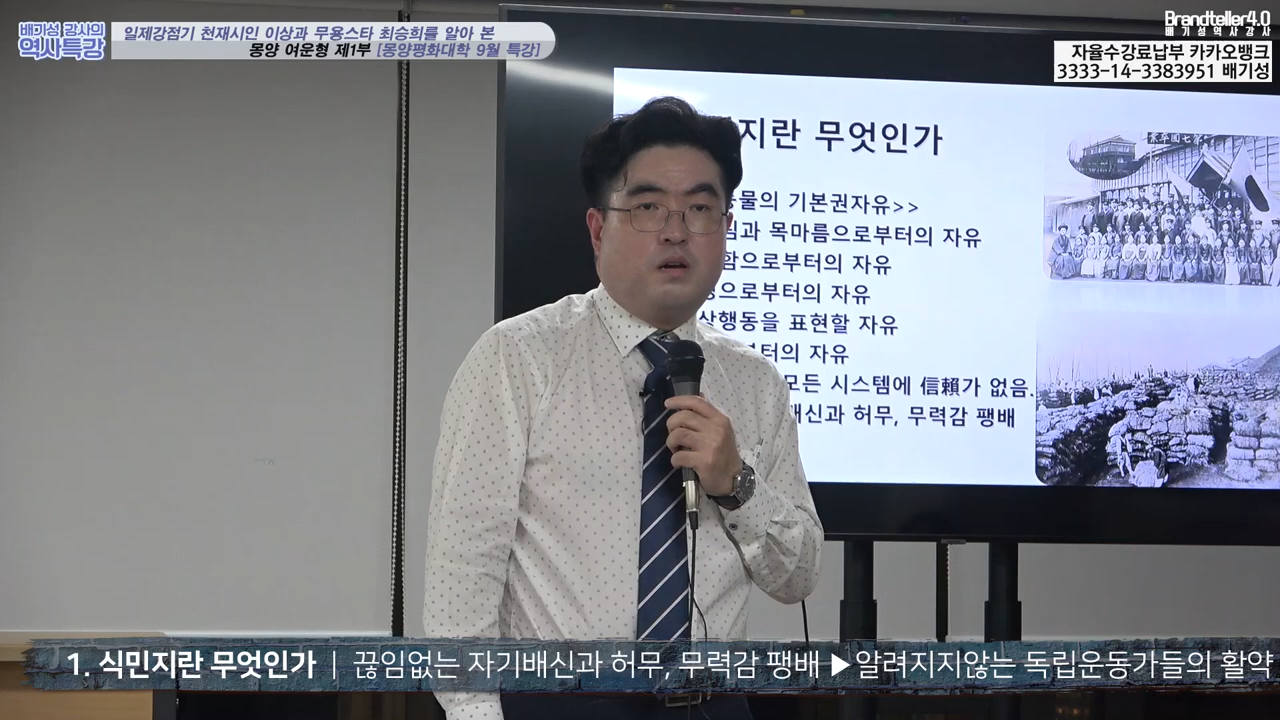 배기성 강사의
역사특강
일제강점기 천재시인 이상과 무용스타 최승희를 알아 본
몽양 여운형 제1부 [몽양평화대학 9월 특강]
Brandteller4.0
배기성역사강사
자율수강료납부 카카오뱅크
3333-14-3383951 배기성
지란 무엇인가
물의 기본권자유>>
과 목마름으로부터의 자유
함으로부터의 자유
으로부터의 자유
상행동을 표현할 자유
터의 자유
모든 시스템에 信賴가 없음.
배신과 허무, 무력감 팽배
1. 식민지란 무엇인가 | 끊임없는 자기배신과 허무, 무력감 팽배 ▶알려지지않는 독립운동가들의 활약